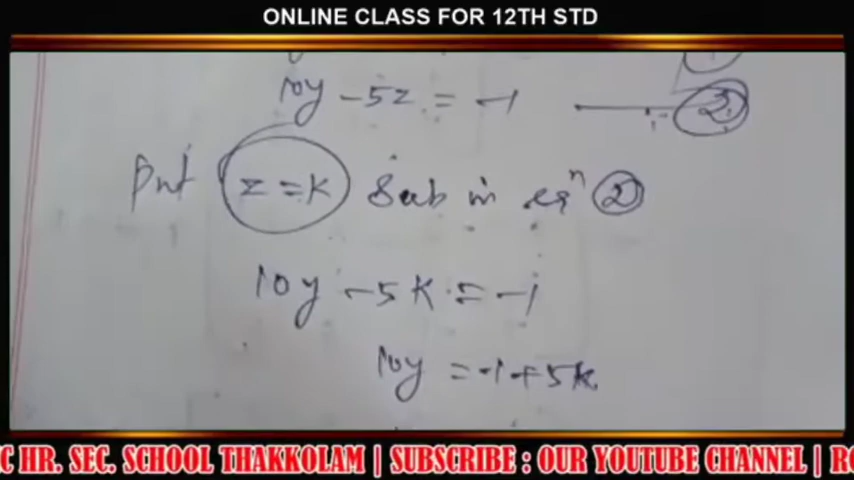 ONLINE CLASS FOR 12TH STD
10y - 5z = -1 ②
Put z = k Sub in eqⁿ ②
10y - 5k = -1
10y = -1 + 5k
C HR. SEC. SCHOOL THAKKOLAM | SUBSCRIBE : OUR YOUTUBE CHANNEL | RO